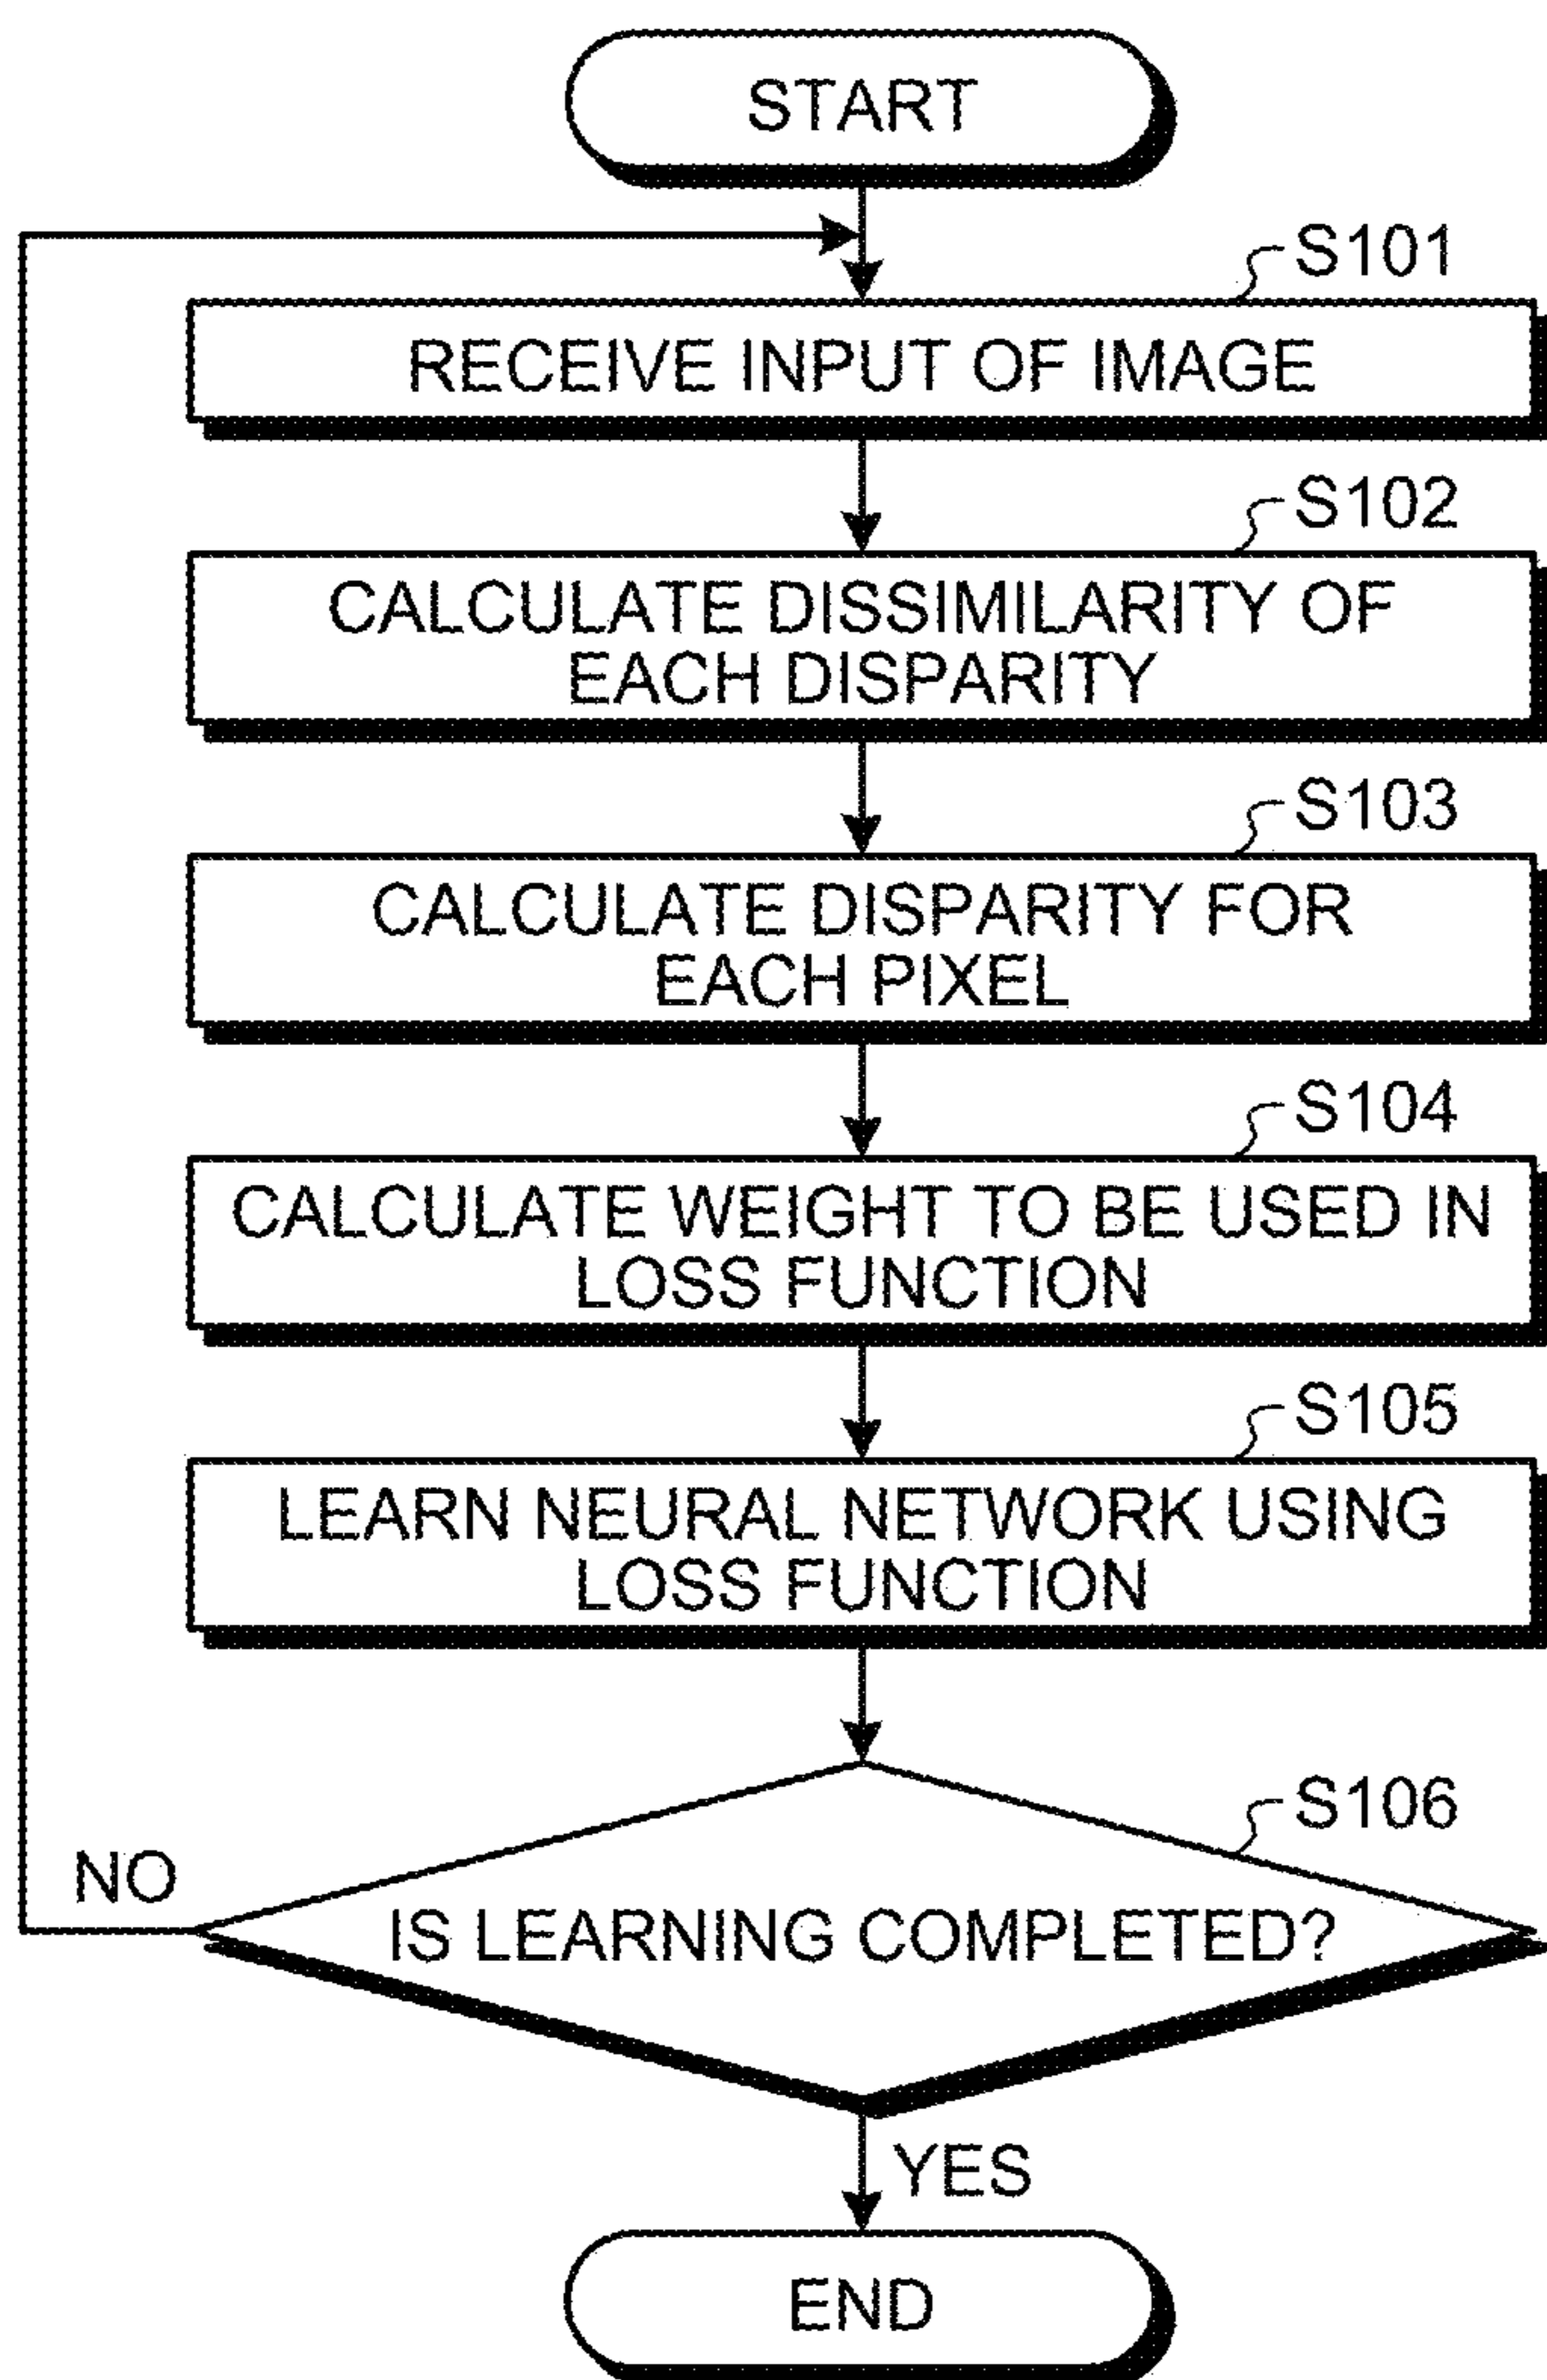 START
S101
RECEIVE INPUT OF IMAGE
S102
CALCULATE DISSIMILARITY OF
EACH DISPARITY
S103
CALCULATE DISPARITY FOR
EACH PIXEL
S104
CALCULATE WEIGHT TO BE USED IN
LOSS FUNCTION
S105
LEARN NEURAL NETWORK USING
LOSS FUNCTION
S106
NO
IS LEARNING COMPLETED?
YES
END